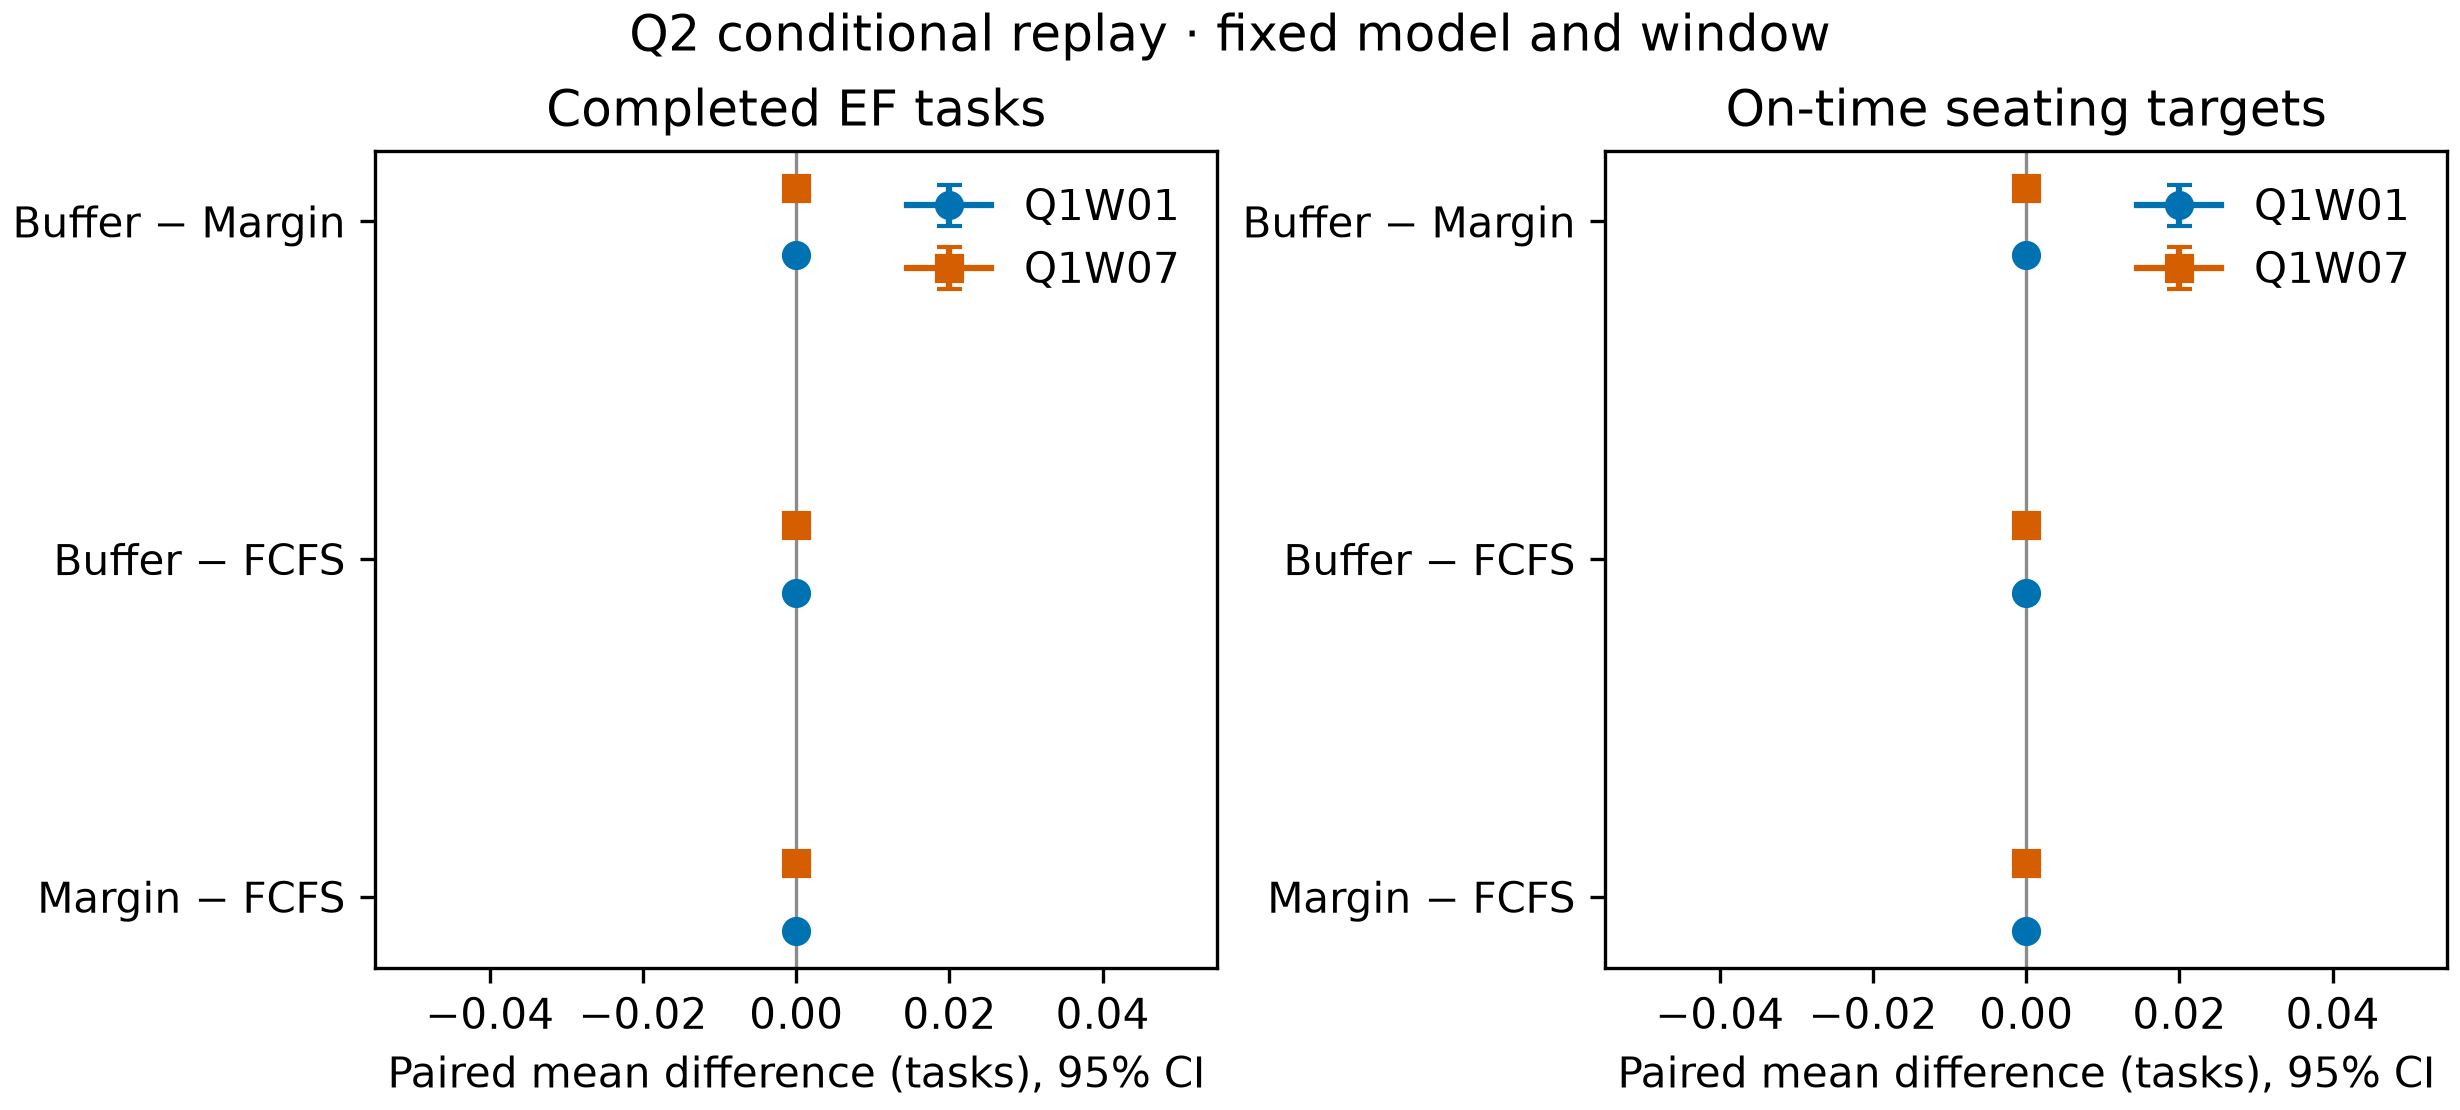 Q2 conditional replay · fixed model and window
Completed EF tasks
Buffer − Margin
Buffer − FCFS
Margin − FCFS
Q1W01
Q1W07
−0.04 −0.02 0.00 0.02 0.04
Paired mean difference (tasks), 95% CI
On-time seating targets
Buffer − Margin
Buffer − FCFS
Margin − FCFS
Q1W01
Q1W07
−0.04 −0.02 0.00 0.02 0.04
Paired mean difference (tasks), 95% CI